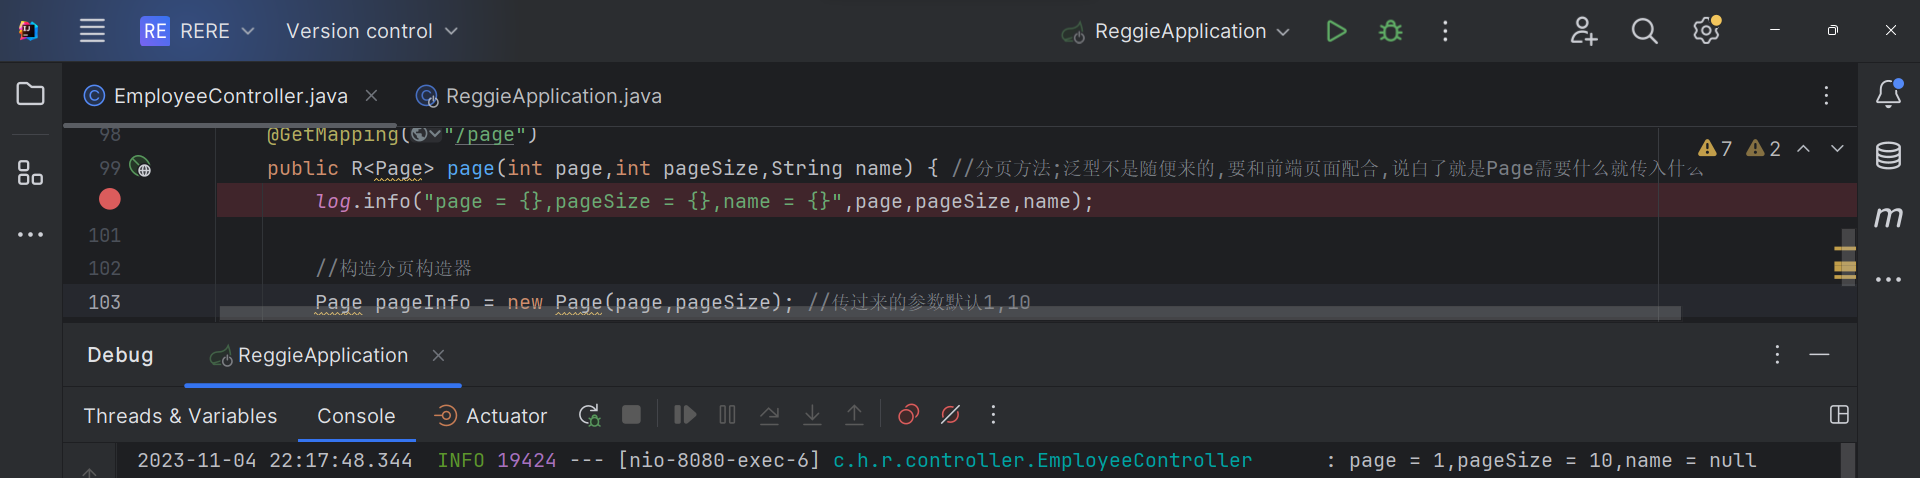 RE RERE Version control ReggieApplication
EmployeeController.java ReggieApplication.java
98 @GetMapping("/page")
99 public R<Page> page(int page,int pageSize,String name) { //分页方法;泛型不是随便来的,要和前端页面配合,说白了就是Page需要什么就传入什么 7 2
log.info("page = {},pageSize = {},name = {}",page,pageSize,name);
101
102 //构造分页构造器
103 Page pageInfo = new Page(page,pageSize); //传过来的参数默认1,10
m
Debug ReggieApplication
Threads & Variables Console Actuator
2023-11-04 22:17:48.344 INFO 19424 --- [nio-8080-exec-6] c.h.r.controller.EmployeeController : page = 1,pageSize = 10,name = null